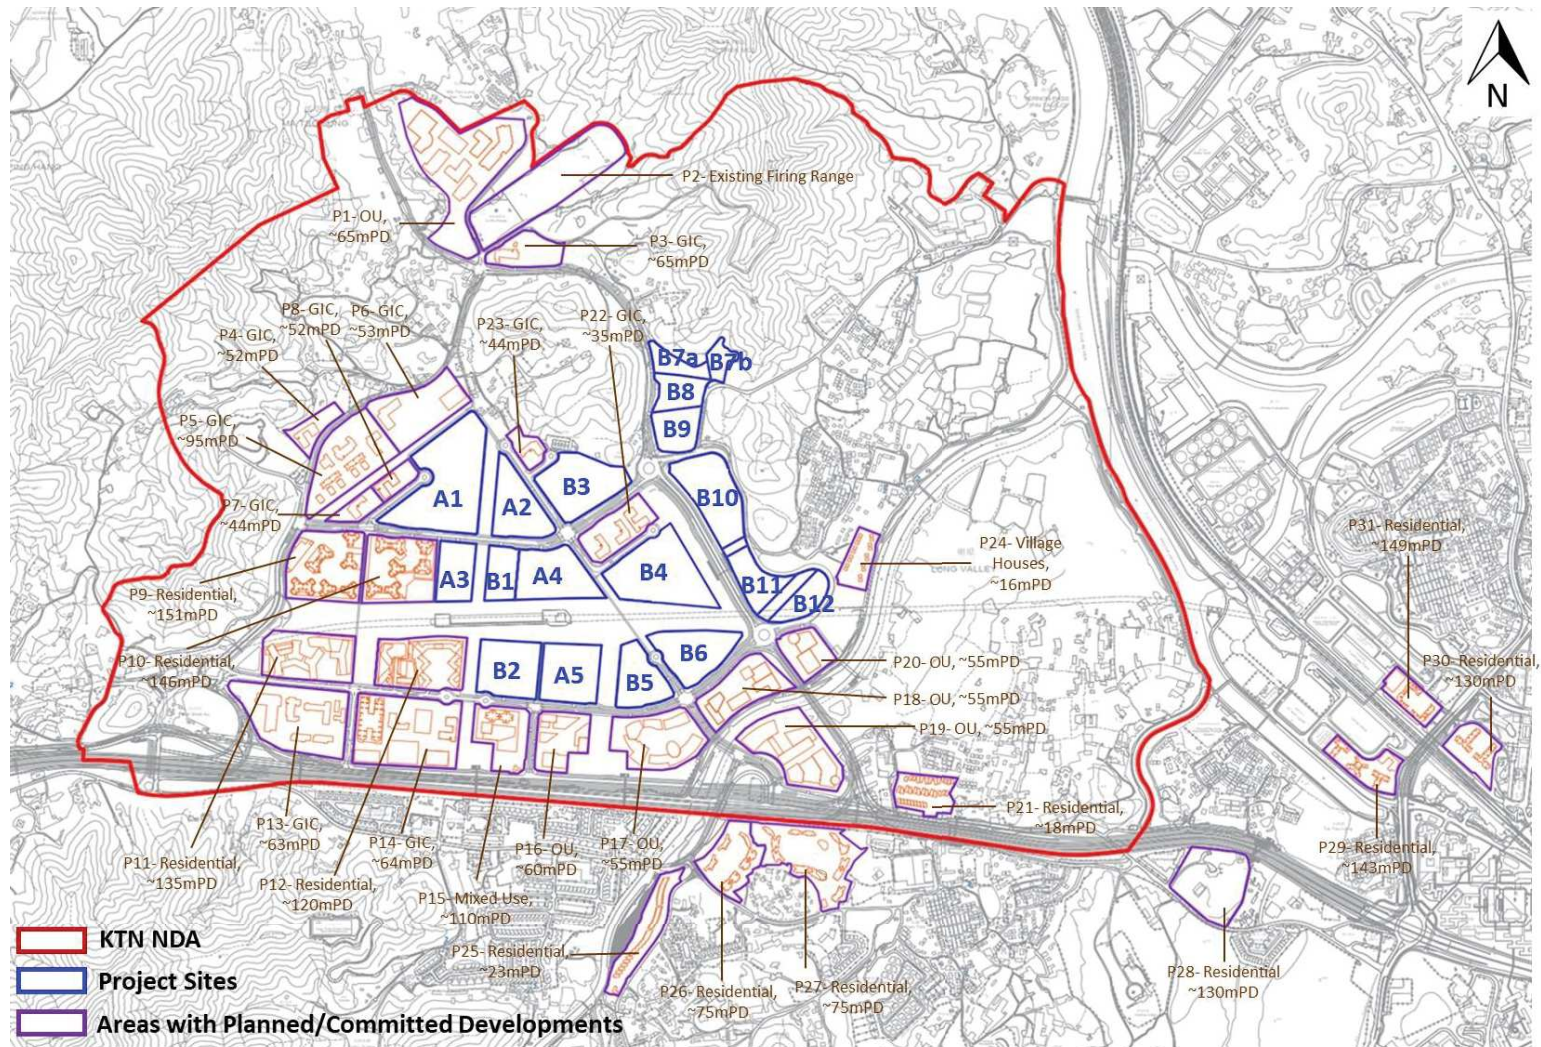 N
P2- Existing Firing Range
P1- OU,
~65mPD
P3- GIC,
~65mPD
P8- GIC,
~52mPD
P6- GIC,
~53mPD
P4- GIC,
~52mPD
P23- GIC,
~44mPD
P22- GIC,
~35mPD
B7a
B7b
B8
B9
P5- GIC,
~95mPD
P7- GIC,
~44mPD
A1
A2
B3
B10
P24- Village
Houses,
~16mPD
LONG VALLEY
P31- Residential,
~149mPD
P9- Residential,
~151mPD
A3
B1
A4
B4
B11
B12
P10- Residential,
~146mPD
B2
A5
B5
B6
P20- OU, ~55mPD
P18- OU, ~55mPD
P19- OU, ~55mPD
P30- Residential,
~130mPD
P21- Residential,
~18mPD
P29- Residential,
~143mPD
P11- Residential,
~135mPD
P13- GIC,
~63mPD
P12- Residential,
~120mPD
P14- GIC,
~64mPD
P15- Mixed Use,
~110mPD
P16- OU,
~60mPD
P17- OU,
~55mPD
P25- Residential,
~23mPD
P26- Residential,
~75mPD
P27- Residential,
~75mPD
P28- Residential
~130mPD
KTN NDA
Project Sites
Areas with Planned/Committed Developments